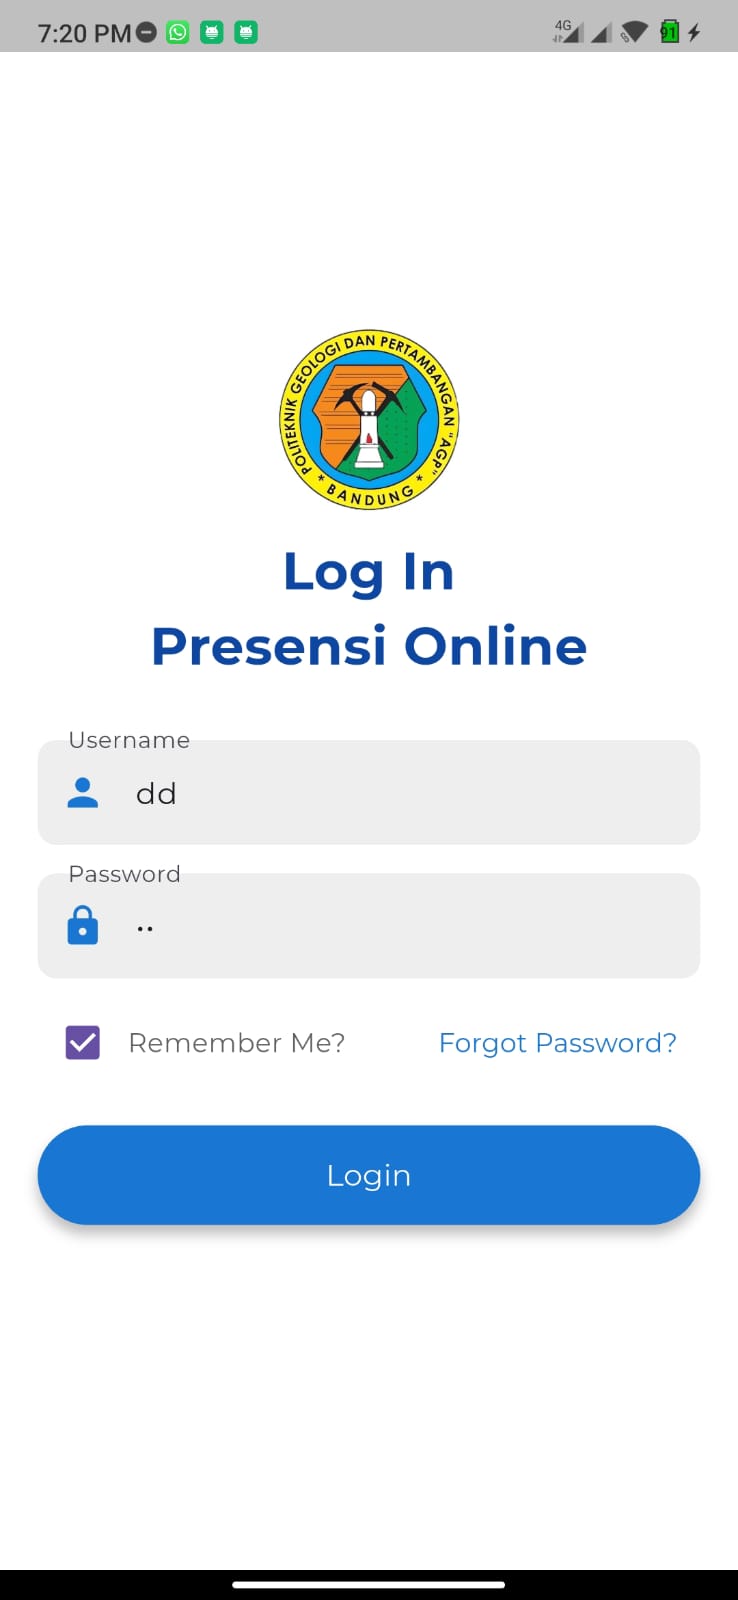 7:20 PM
4G
91
POLITEKNIK GEOLOGI DAN PERTAMBANGAN "AGP"
* BANDUNG *
Log In
Presensi Online
Username
dd
Password
••
Remember Me?
Forgot Password?
Login